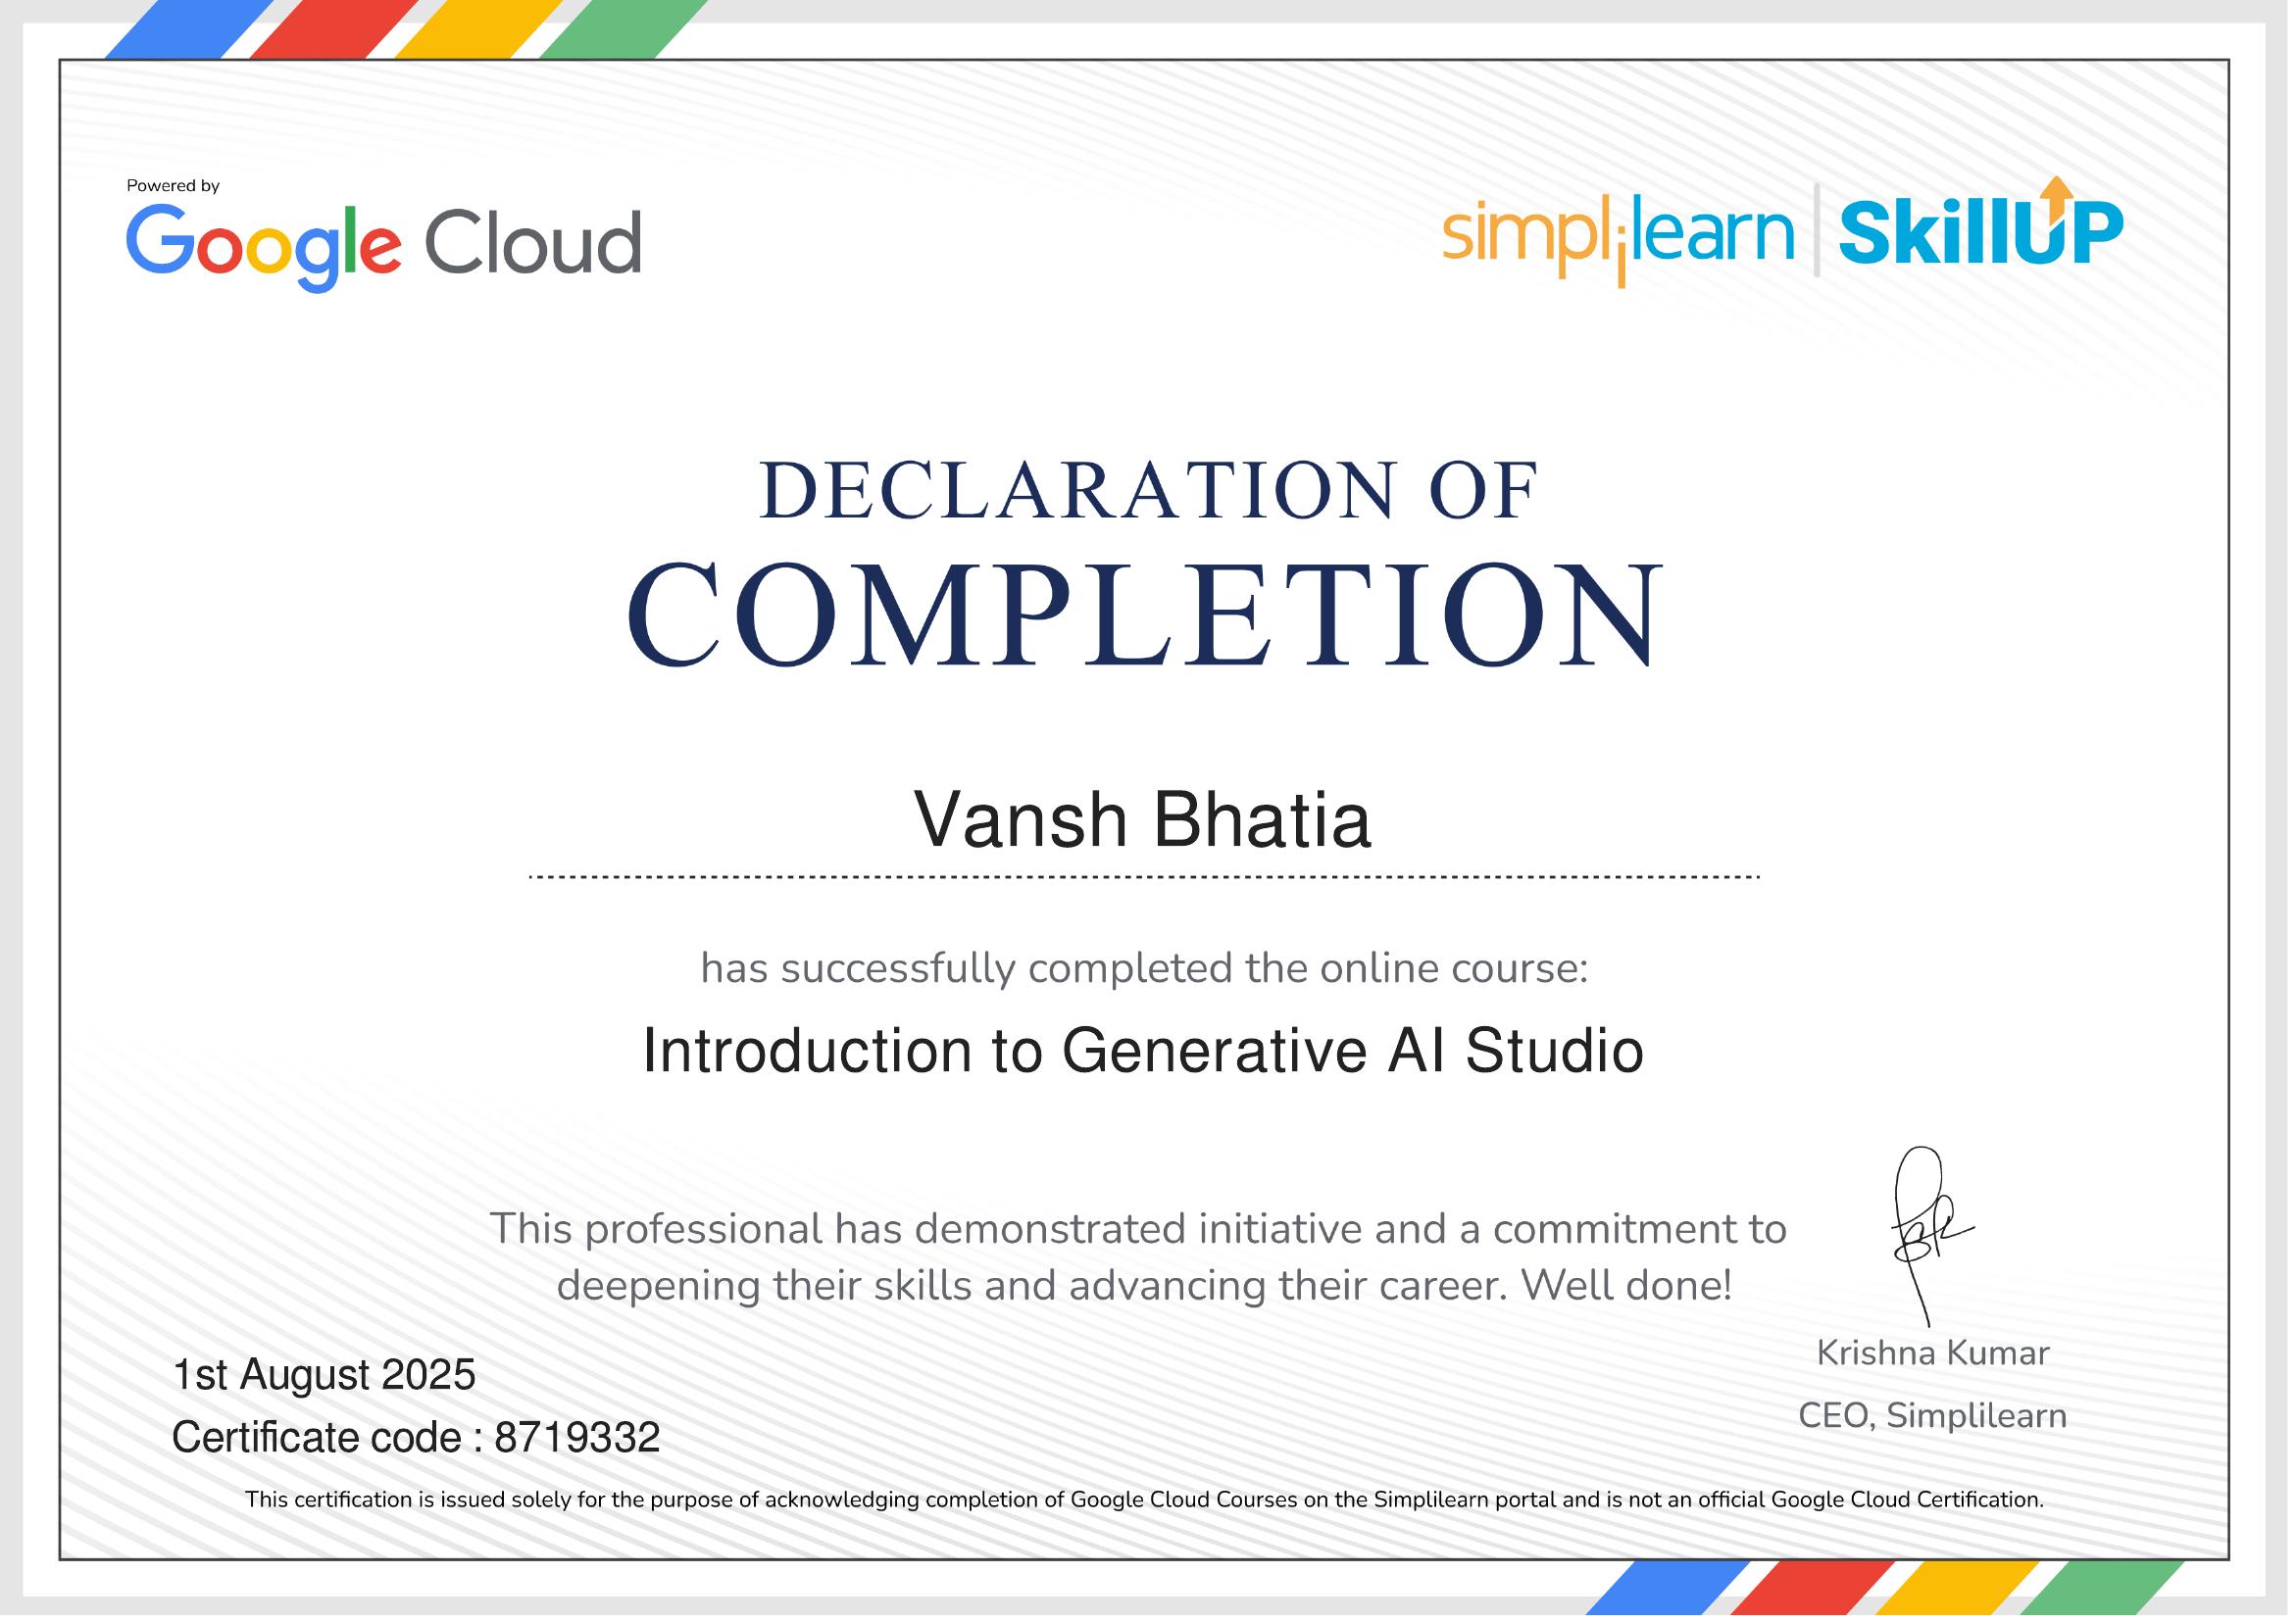 Powered by
Google Cloud
simplilearn | SkillUP
DECLARATION OF
COMPLETION
Vansh Bhatia
has successfully completed the online course:
Introduction to Generative AI Studio
This professional has demonstrated initiative and a commitment to
deepening their skills and advancing their career. Well done!
Krishna Kumar
CEO, Simplilearn
1st August 2025
Certificate code : 8719332
This certification is issued solely for the purpose of acknowledging completion of Google Cloud Courses on the Simplilearn portal and is not an official Google Cloud Certification.